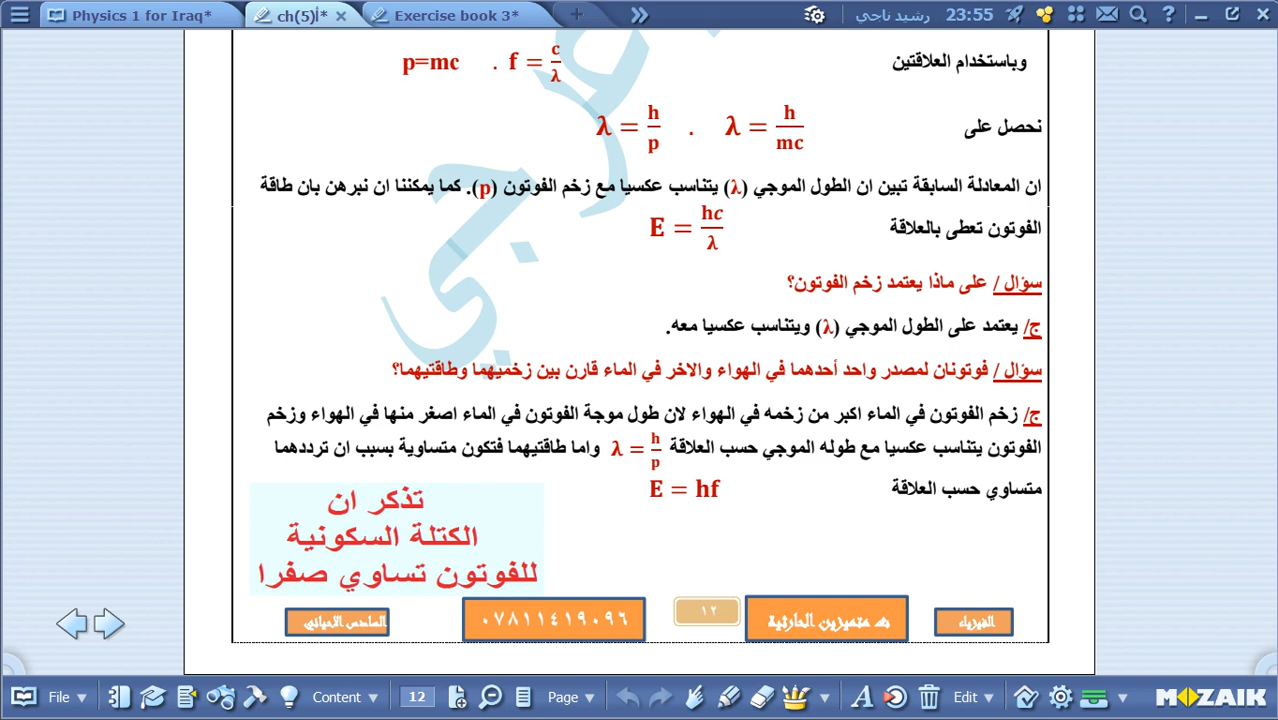 Physics 1 for Iraq*
ch(5)أ*
Exercise book 3*
رشيد ناجي
23:55
وباستخدام العلاقتين p=mc . f = c/λ
نحصل على λ = h/p . λ = h/mc
ان المعادلة السابقة تبين ان الطول الموجي (λ) يتناسب عكسيا مع زخم الفوتون (p). كما يمكننا ان نبرهن بان طاقة
الفوتون تعطى بالعلاقة E = hc/λ
سؤال / على ماذا يعتمد زخم الفوتون؟
ج/ يعتمد على الطول الموجي (λ) ويتناسب عكسيا معه.
سؤال / فوتونان لمصدر واحد أحدهما في الهواء والاخر في الماء قارن بين زخميهما وطاقتيهما؟
ج/ زخم الفوتون في الماء اكبر من زخمه في الهواء لان طول موجة الفوتون في الماء اصغر منها في الهواء وزخم
الفوتون يتناسب عكسيا مع طوله الموجي حسب العلاقة λ = h/p واما طاقتيهما فتكون متساوية بسبب ان ترددهما
متساوي حسب العلاقة E = hf
تذكر ان
الكتلة السكونية
للفوتون تساوي صفرا
الفيزياء
متميزين الحارثية
١٢
٠٧٨١١٤١٩٠٩٦
السادس الاحيائي
File
Content
12
Page
Edit
MOZAIK